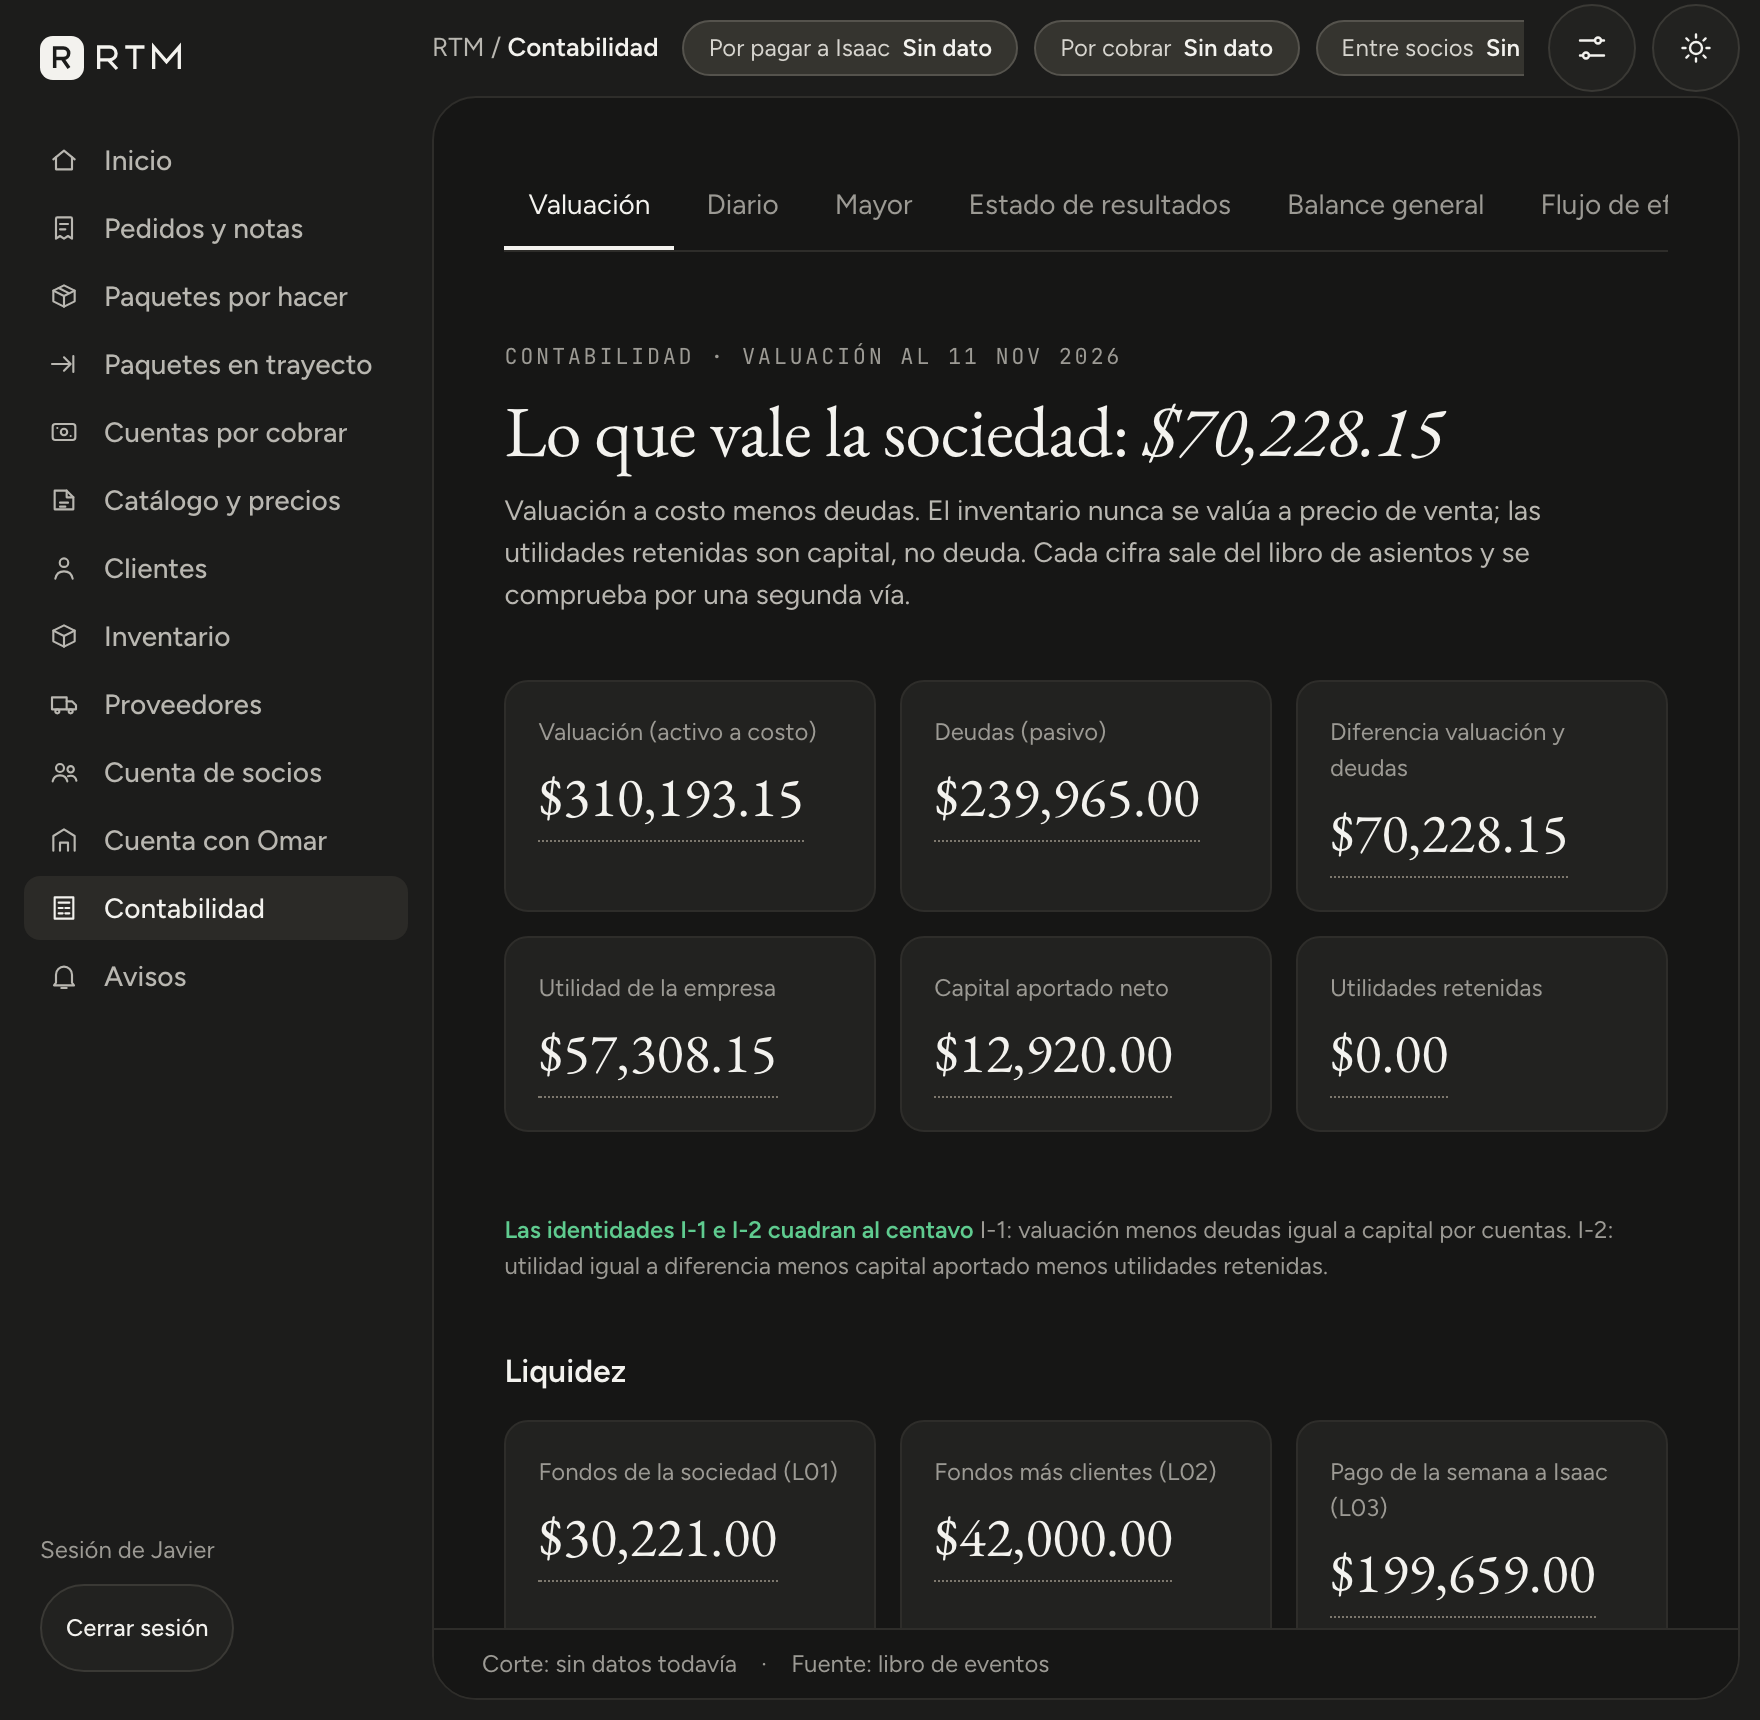 R RTM
RTM / Contabilidad
Por pagar a Isaac Sin dato
Por cobrar Sin dato
Entre socios Sin
Inicio
Pedidos y notas
Paquetes por hacer
Paquetes en trayecto
Cuentas por cobrar
Catálogo y precios
Clientes
Inventario
Proveedores
Cuenta de socios
Cuenta con Omar
Contabilidad
Avisos
Sesión de Javier
Cerrar sesión
Valuación Diario Mayor Estado de resultados Balance general Flujo de ef
CONTABILIDAD · VALUACIÓN AL 11 NOV 2026
Lo que vale la sociedad: $70,228.15
Valuación a costo menos deudas. El inventario nunca se valúa a precio de venta; las
utilidades retenidas son capital, no deuda. Cada cifra sale del libro de asientos y se
comprueba por una segunda vía.
Valuación (activo a costo)
$310,193.15
Deudas (pasivo)
$239,965.00
Diferencia valuación y
deudas
$70,228.15
Utilidad de la empresa
$57,308.15
Capital aportado neto
$12,920.00
Utilidades retenidas
$0.00
Las identidades I-1 e I-2 cuadran al centavo I-1: valuación menos deudas igual a capital por cuentas. I-2:
utilidad igual a diferencia menos capital aportado menos utilidades retenidas.
Liquidez
Fondos de la sociedad (L01)
$30,221.00
Fondos más clientes (L02)
$42,000.00
Pago de la semana a Isaac
(L03)
$199,659.00
Corte: sin datos todavía · Fuente: libro de eventos